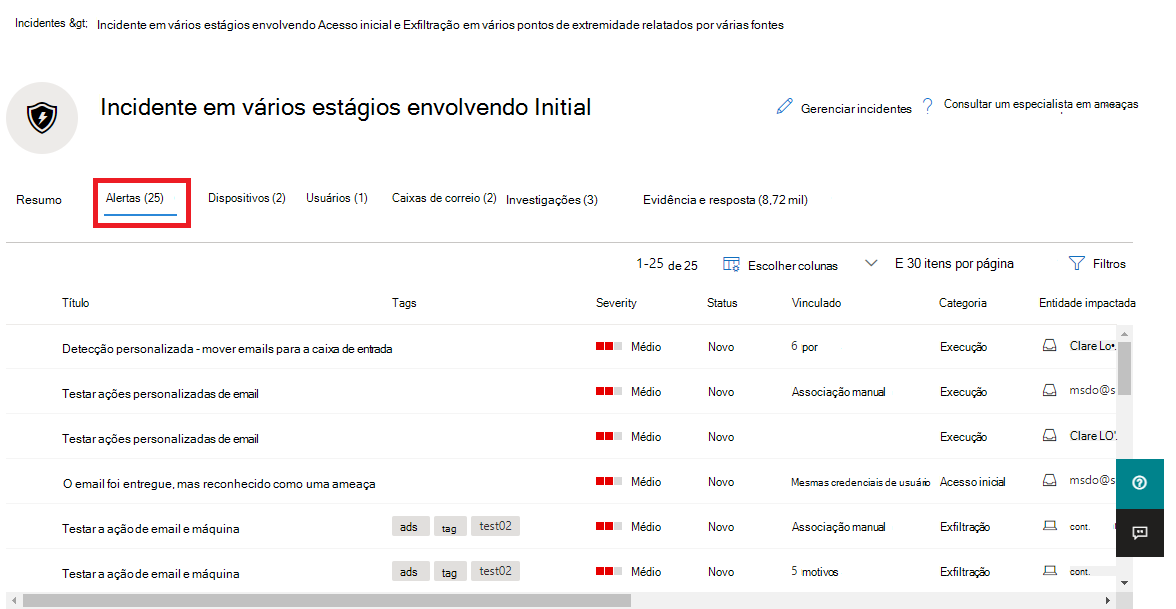 Incidentes &gt; Incidente em vários estágios envolvendo Acesso inicial e Exfiltração em vários pontos de extremidade relatados por várias fontes
Incidente em vários estágios envolvendo Initial
Gerenciar incidentes ? Consultar um especialista em ameaças
Resumo Alertas (25) Dispositivos (2) Usuários (1) Caixas de correio (2) Investigações (3) Evidência e resposta (8,72 mil)
1-25 de 25 Escolher colunas E 30 itens por página Filtros
Título Tags Severity Status Vinculado Categoria Entidade impactada
Detecção personalizada - mover emails para a caixa de entrada Médio Novo 6 por Execução Clare Lo
Testar ações personalizadas de email Médio Novo Associação manual Execução msdo@s
Testar ações personalizadas de email Médio Novo Execução Clare LO'.
O email foi entregue, mas reconhecido como uma ameaça Médio Novo Mesmas credenciais de usuário Acesso inicial msdo@s
Testar a ação de email e máquina ads tag test02 Médio Novo Associação manual Exfiltração cont.
Testar a ação de email e máquina ads tag test02 Médio Novo 5 motivos Exfiltração cont.